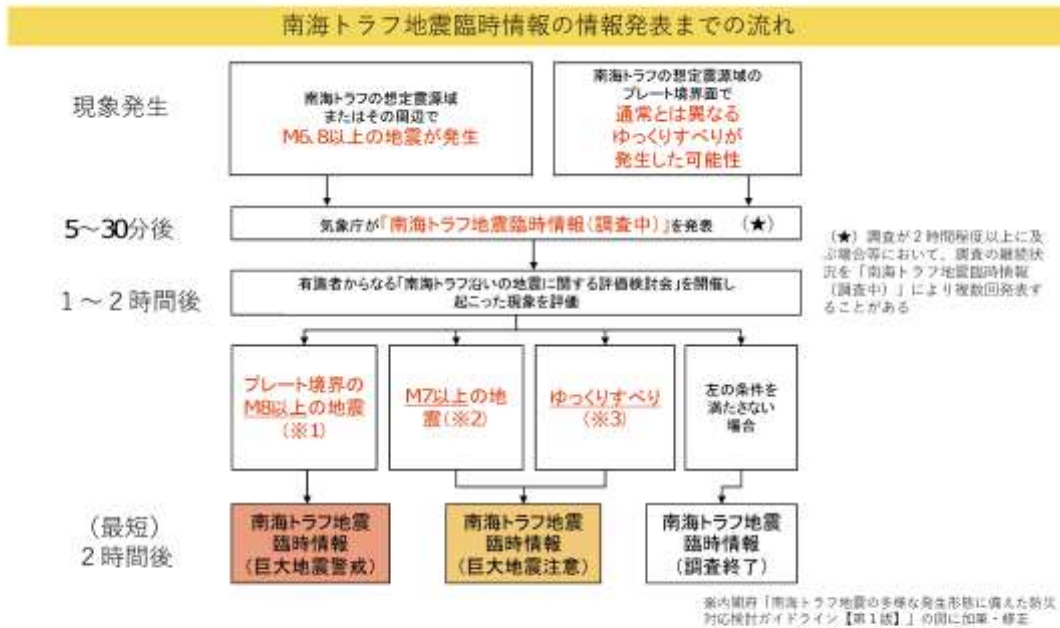 南海トラフ地震臨時情報の情報発表までの流れ
現象発生
南海トラフの想定震源域
またはその周辺で
M6.8以上の地震が発生
南海トラフの想定震源域の
プレート境界面で
通常とは異なる
ゆっくりすべりが
発生した可能性
5～30分後
気象庁が『南海トラフ地震臨時情報(調査中)』を発表 (★)
(★) 調査が2時間程度以上に及
ぶ場合等において、調査の継続状
況を「南海トラフ地震臨時情報
(調査中)」により複数回発表す
ることがある
1～2時間後
有識者からなる「南海トラフ沿いの地震に関する評価検討会」を開催し
起こった現象を評価
プレート境界の
M8以上の地震
(※1)
M7以上の地
震(※2)
ゆっくりすべり
(※3)
左の条件を
満たさない
場合
(最短)
2時間後
南海トラフ地震
臨時情報
(巨大地震警戒)
南海トラフ地震
臨時情報
(巨大地震注意)
南海トラフ地震
臨時情報
(調査終了)
※内閣府「南海トラフ地震の多様な発生形態に備えた防災
対応検討ガイドライン【第1版】」の図に加筆・修正